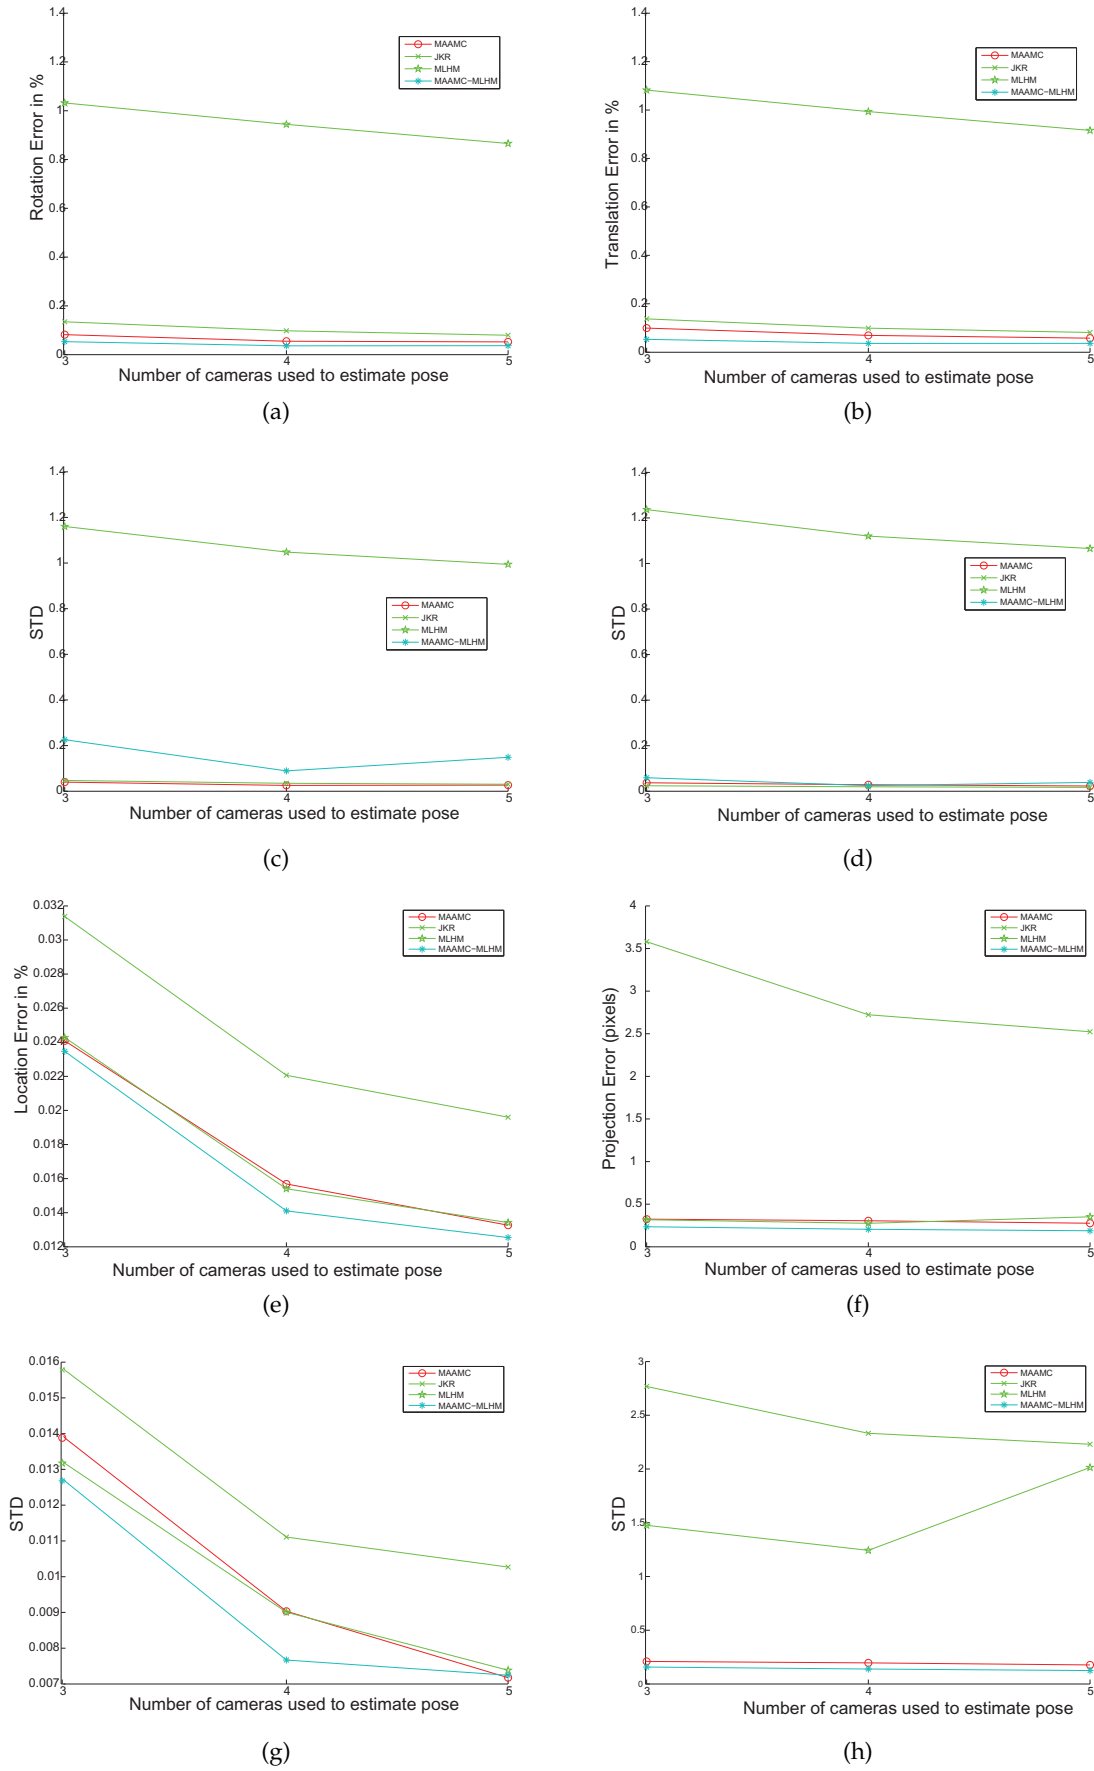 1.4
1.2
1
0.8
0.6
0.4
0.2
0
3
4
5
Rotation Error in %
Number of cameras used to estimate pose
MAAMC
JKR
MLHM
MAAMC-MLHM
(a)
1.4
1.2
1
0.8
0.6
0.4
0.2
0
3
4
5
Translation Error in %
Number of cameras used to estimate pose
MAAMC
JKR
MLHM
MAAMC-MLHM
(b)
1.4
1.2
1
0.8
0.6
0.4
0.2
0
3
4
5
STD
Number of cameras used to estimate pose
MAAMC
JKR
MLHM
MAAMC-MLHM
(c)
1.4
1.2
1
0.8
0.6
0.4
0.2
0
3
4
5
STD
Number of cameras used to estimate pose
MAAMC
JKR
MLHM
MAAMC-MLHM
(d)
0.032
0.03
0.028
0.026
0.024
0.022
0.02
0.018
0.016
0.014
0.012
3
4
5
Location Error in %
Number of cameras used to estimate pose
MAAMC
JKR
MLHM
MAAMC-MLHM
(e)
4
3.5
3
2.5
2
1.5
1
0.5
0
3
4
5
Projection Error (pixels)
Number of cameras used to estimate pose
MAAMC
JKR
MLHM
MAAMC-MLHM
(f)
0.016
0.015
0.014
0.013
0.012
0.011
0.01
0.009
0.008
0.007
3
4
5
STD
Number of cameras used to estimate pose
MAAMC
JKR
MLHM
MAAMC-MLHM
(g)
3
2.5
2
1.5
1
0.5
0
3
4
5
STD
Number of cameras used to estimate pose
MAAMC
JKR
MLHM
MAAMC-MLHM
(h)